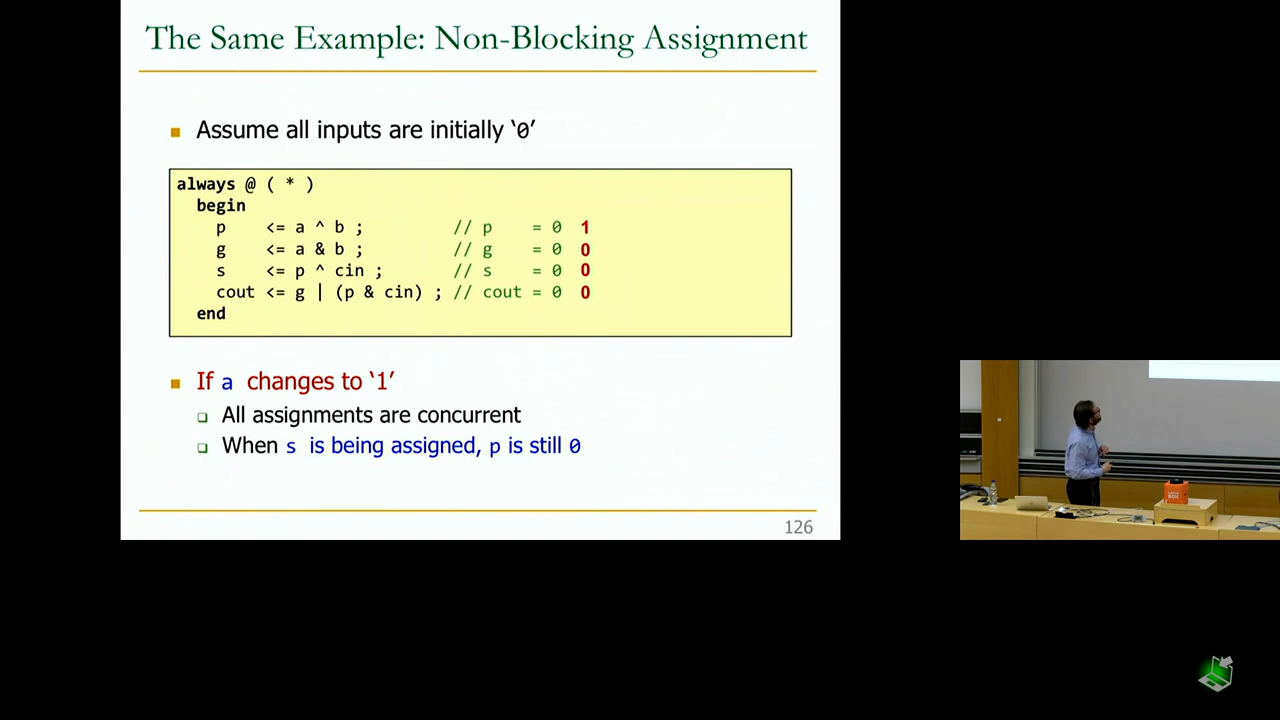 The Same Example: Non-Blocking Assignment
Assume all inputs are initially ‘0’
always @ ( * )
begin
p <= a ^ b ; // p = 0 1
g <= a & b ; // g = 0 0
s <= p ^ cin ; // s = 0 0
cout <= g | (p & cin) ; // cout = 0 0
end
If a changes to ‘1’
All assignments are concurrent
When s is being assigned, p is still 0
126